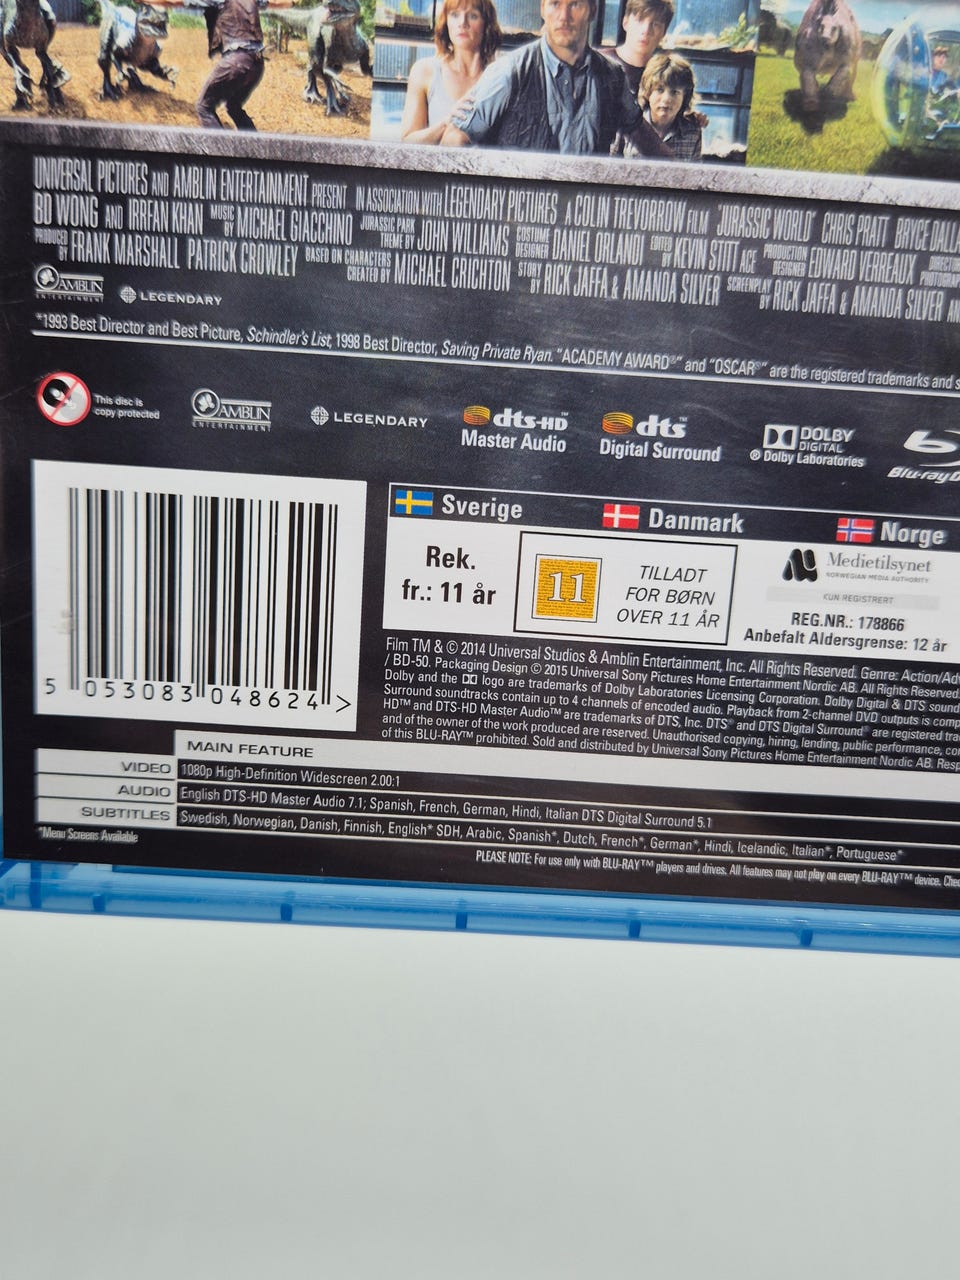 UNIVERSAL PICTURES AND AMBLIN ENTERTAINMENT PRESENT IN ASSOCIATION WITH LEGENDARY PICTURES A COLIN TREVORROW FILM "JURASSIC WORLD" CHRIS PRATT BRYCE DALLA
BD WONG AND IRRFAN KHAN MUSIC BY MICHAEL GIACCHINO JURASSIC PARK THEME BY JOHN WILLIAMS COSTUME DESIGNER DANIEL ORLANDI EDITED BY KEVIN STITT ACE PRODUCTION DESIGNER EDWARD VERREAUX
PRODUCED BY FRANK MARSHALL PATRICK CROWLEY BASED ON CHARACTERS CREATED BY MICHAEL CRICHTON STORY BY RICK JAFFA & AMANDA SILVER SCREENPLAY BY RICK JAFFA & AMANDA SILVER AN
AMBLIN ENTERTAINMENT LEGENDARY
*1993 Best Director and Best Picture, Schindler's List, 1998 Best Director, Saving Private Ryan. "ACADEMY AWARD®" and "OSCAR®" are the registered trademarks and s
This disc is
copy protected
AMBLIN
ENTERTAINMENT
LEGENDARY
dts-HD™
Master Audio
dts™
Digital Surround
DOLBY
DIGITAL
® Dolby Laboratories
Blu-ray D
Sverige
Danmark
Norge
Rek.
fr.: 11 år
11
TILLADT
FOR BØRN
OVER 11 ÅR
Medietilsynet
NORWEGIAN MEDIA AUTHORITY
KUN REGISTRERT
REG.NR.: 178866
Anbefalt Aldersgrense: 12 år
5 053083 048624 >
Film TM & © 2014 Universal Studios & Amblin Entertainment, Inc. All Rights Reserved. Genre: Action/Adv
/ BD-50. Packaging Design © 2015 Universal Sony Pictures Home Entertainment Nordic AB. All Rights Reserved.
Dolby and the logo are trademarks of Dolby Laboratories Licensing Corporation. Dolby Digital & DTS sound
Surround soundtracks contain up to 4 channels of encoded audio. Playback from 2-channel DVD outputs is comp
HD™ and DTS-HD Master Audio™ are trademarks of DTS, Inc. DTS® and DTS Digital Surround® are registered tra
and of the owner of the work produced are reserved. Unauthorised copying, hiring, lending, public performance, co
of this BLU-RAY™ prohibited. Sold and distributed by Universal Sony Pictures Home Entertainment Nordic AB. Resp
MAIN FEATURE
VIDEO 1080p High-Definition Widescreen 2.00:1
AUDIO English DTS-HD Master Audio 7.1; Spanish, French, German, Hindi, Italian DTS Digital Surround 5.1
SUBTITLES Swedish, Norwegian, Danish, Finnish, English* SDH, Arabic, Spanish*, Dutch, French*, German*, Hindi, Icelandic, Italian*, Portuguese*
*Menu Screens Available
PLEASE NOTE: For use only with BLU-RAY™ players and drives. All features may not play on every BLU-RAY™ device. Chec